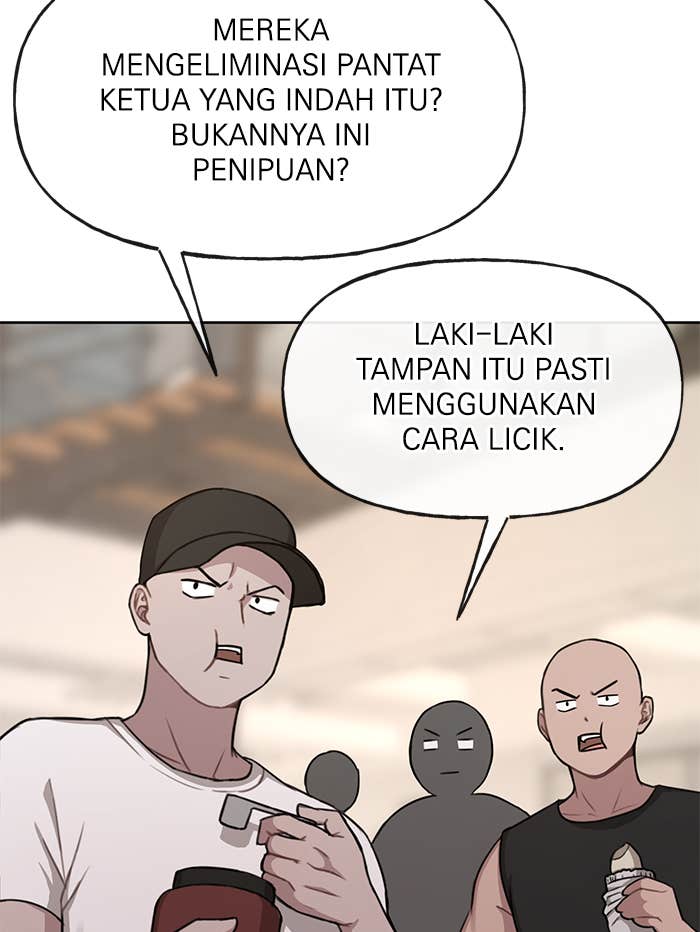 MEREKA
MENGELIMINASI PANTAT
KETUA YANG INDAH ITU?
BUKANNYA INI
PENIPUAN?
LAKI-LAKI
TAMPAN ITU PASTI
MENGGUNAKAN
CARA LICIK.